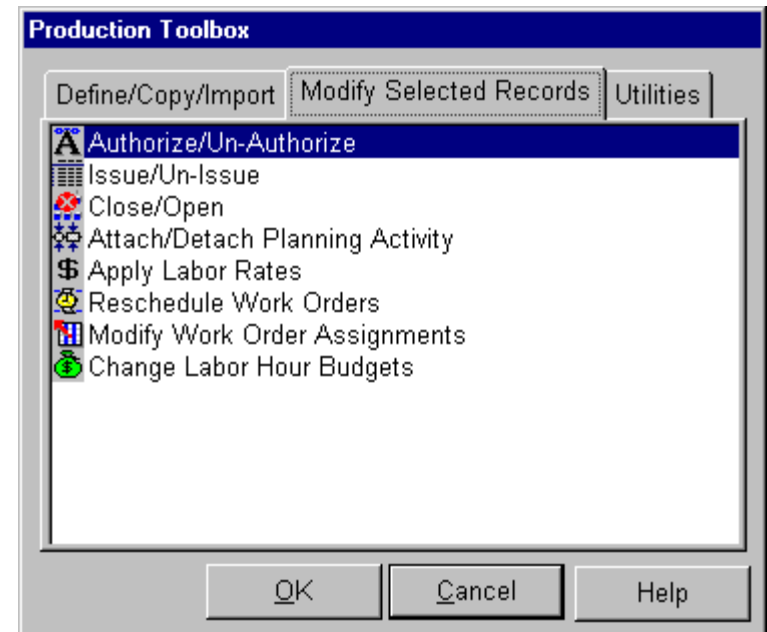 Production Toolbox
Define/Copy/Import Modify Selected Records Utilities
Authorize/Un-Authorize
Issue/Un-Issue
Close/Open
Attach/Detach Planning Activity
$ Apply Labor Rates
Reschedule Work Orders
Modify Work Order Assignments
Change Labor Hour Budgets
OK Cancel Help